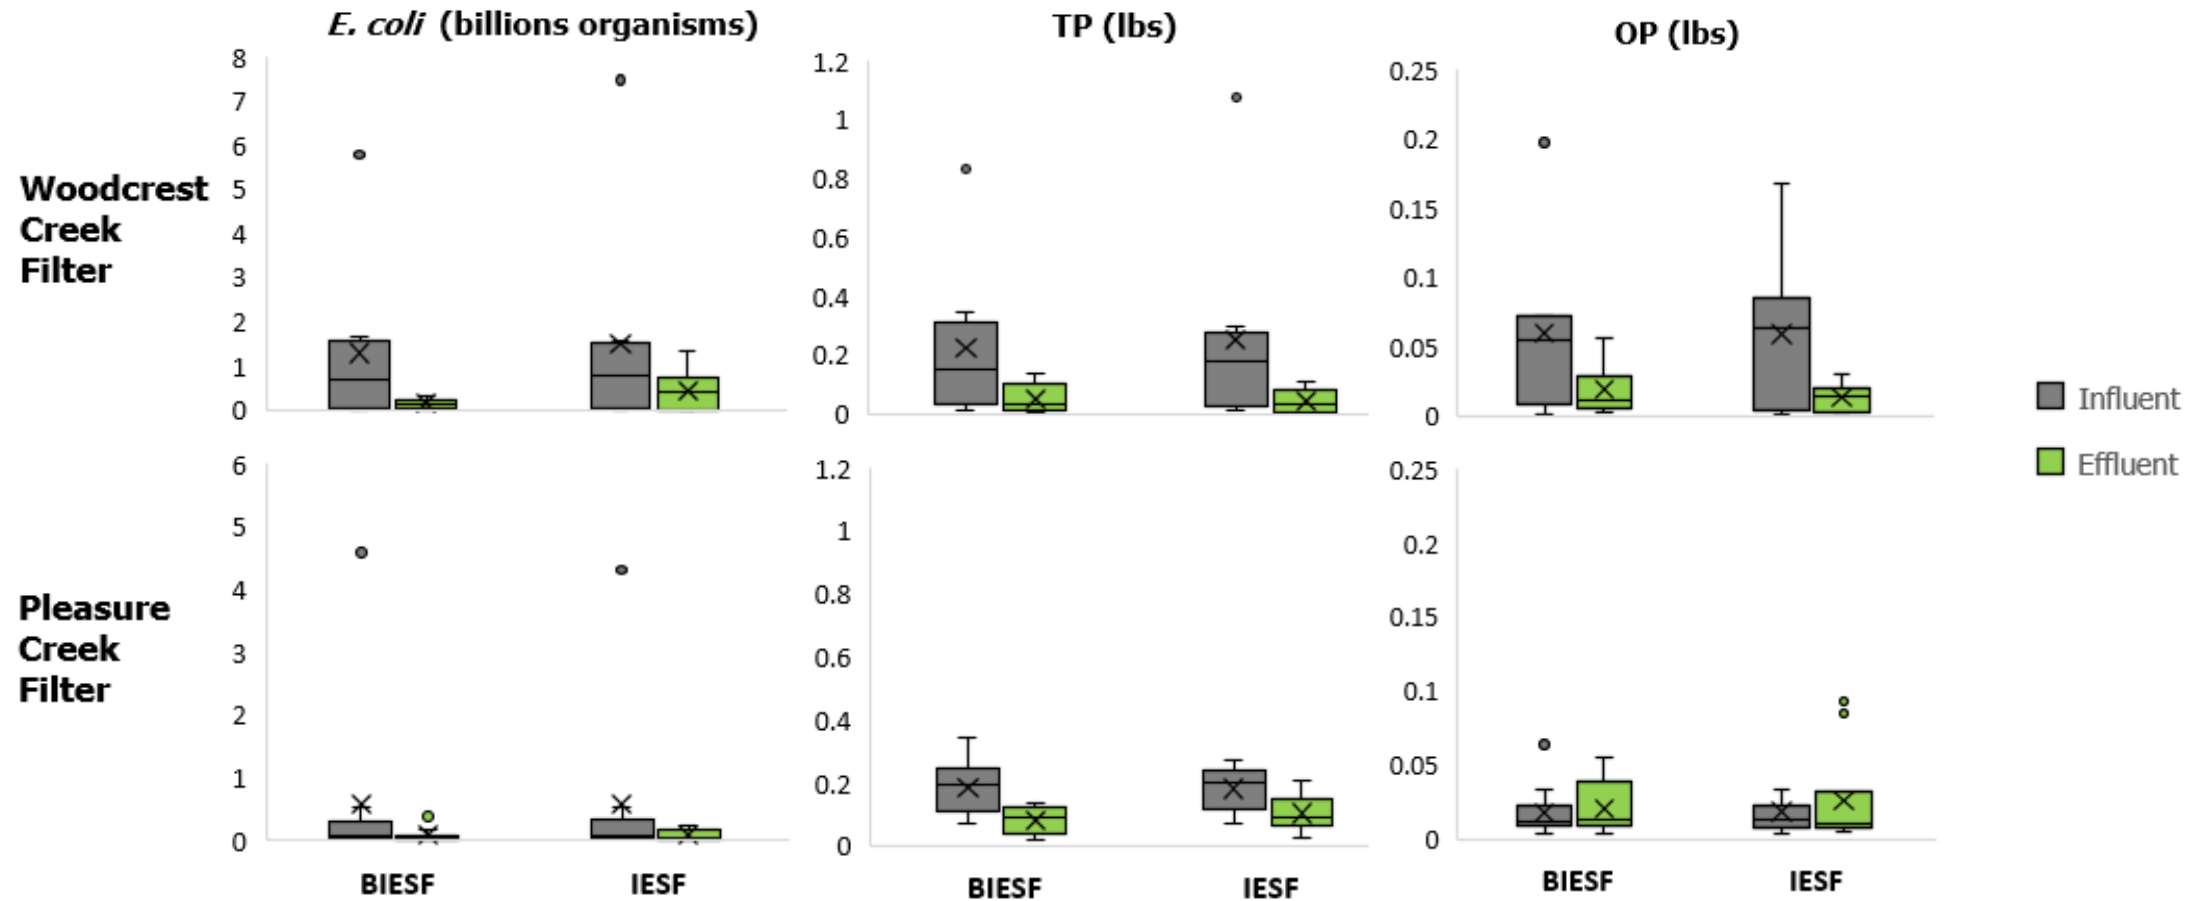 E. coli (billions organisms)
TP (lbs)
OP (lbs)
Woodcrest
Creek
Filter
8
7
6
5
4
3
2
1
0
1.2
1
0.8
0.6
0.4
0.2
0
0.25
0.2
0.15
0.1
0.05
0
Influent
Effluent
Pleasure
Creek
Filter
6
5
4
3
2
1
0
BIESF
IESF
1.2
1
0.8
0.6
0.4
0.2
0
BIESF
IESF
0.25
0.2
0.15
0.1
0.05
0
BIESF
IESF